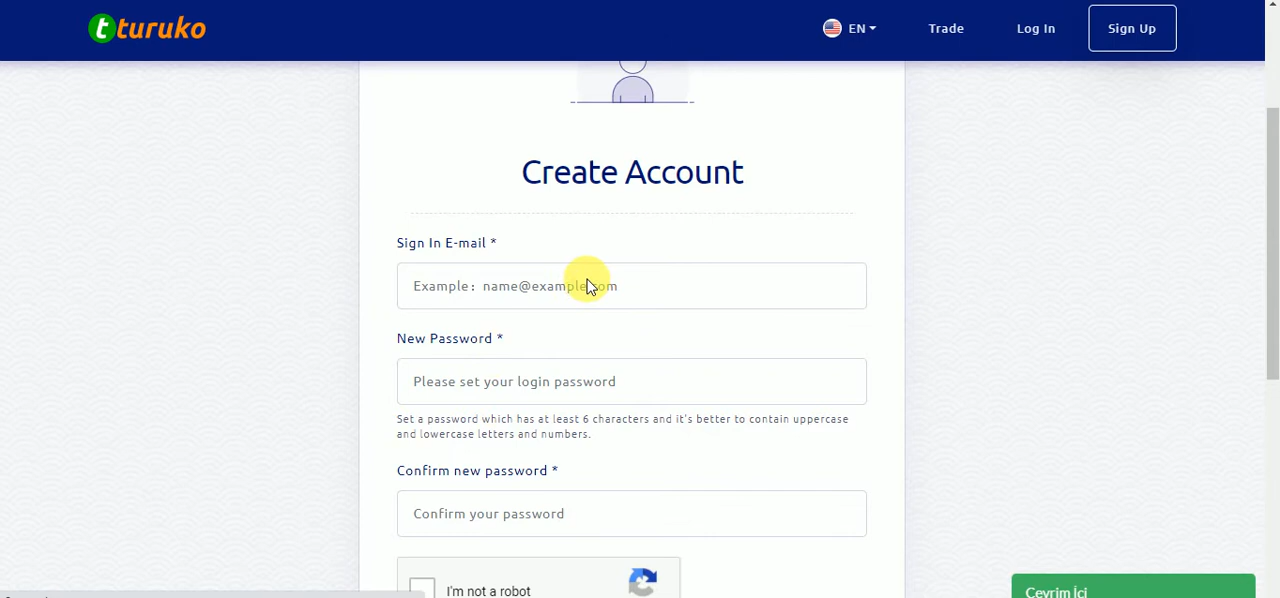 t turuko
EN
Trade
Log In
Sign Up
Create Account
Sign In E-mail *
Example: name@example.com
New Password *
Please set your login password
Set a password which has at least 6 characters and it's better to contain uppercase
and lowercase letters and numbers.
Confirm new password *
Confirm your password
I'm not a robot
Çevrim İçi